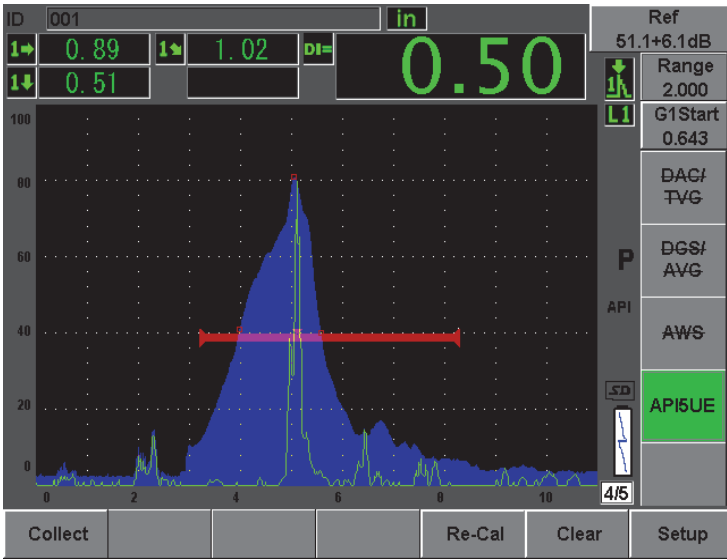 ID 001 in Ref
51.1+6.1dB
1 0.89 1 1.02 DI= 0.50
1 0.51
1
L1
Range
2.000
G1Start
0.643
DAC/
TVG
DGS/
AVG
AWS
API5UE
P
API
SD
4/5
100
80
60
40
20
0
0 2 4 6 8 10
Collect Re-Cal Clear Setup